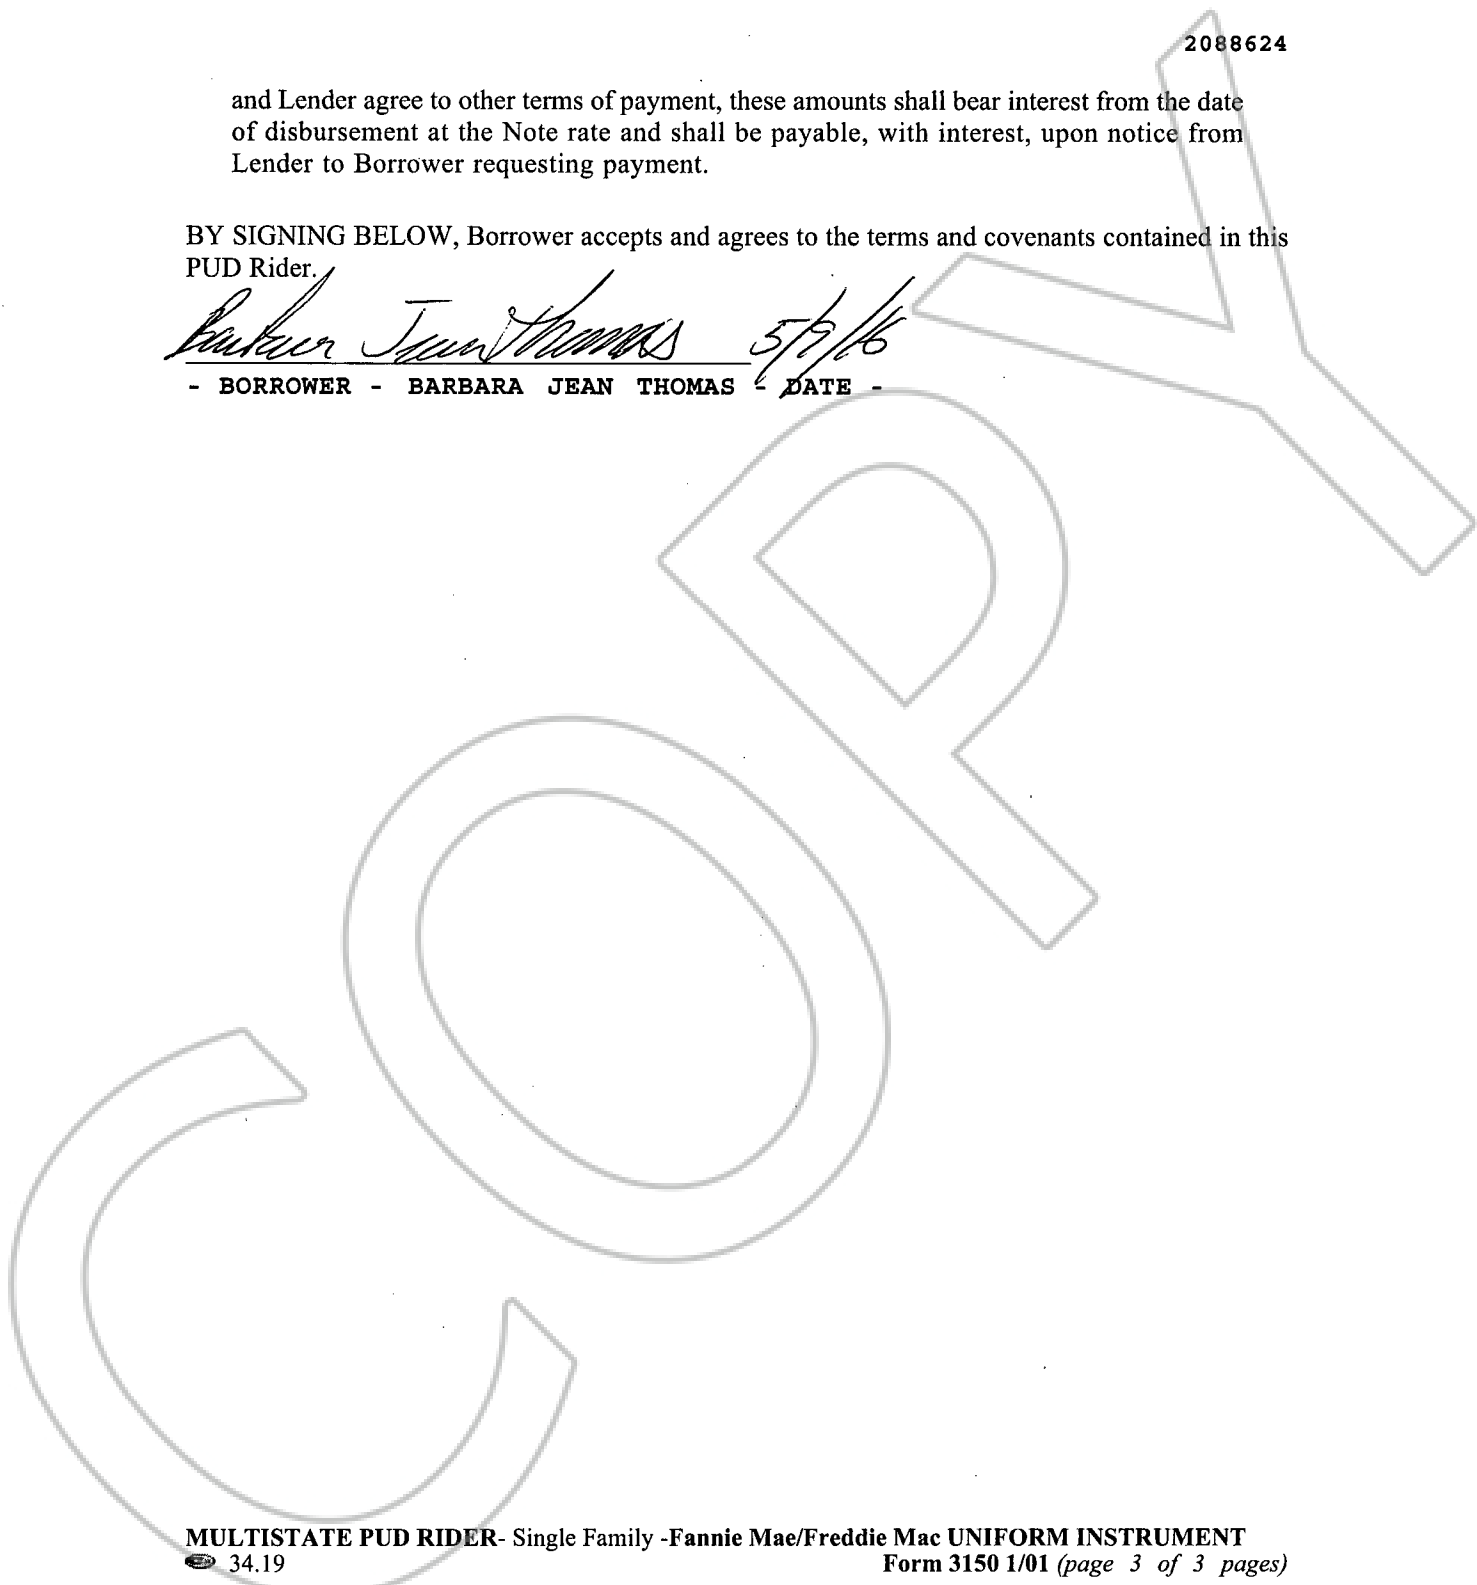 2088624
and Lender agree to other terms of payment, these amounts shall bear interest from the date
of disbursement at the Note rate and shall be payable, with interest, upon notice from
Lender to Borrower requesting payment.
BY SIGNING BELOW, Borrower accepts and agrees to the terms and covenants contained in this
PUD Rider.
Barbara Jean Thomas 5/9/16
- BORROWER - BARBARA JEAN THOMAS - DATE -
COPY
MULTISTATE PUD RIDER- Single Family -Fannie Mae/Freddie Mac UNIFORM INSTRUMENT
34.19 Form 3150 1/01 (page 3 of 3 pages)